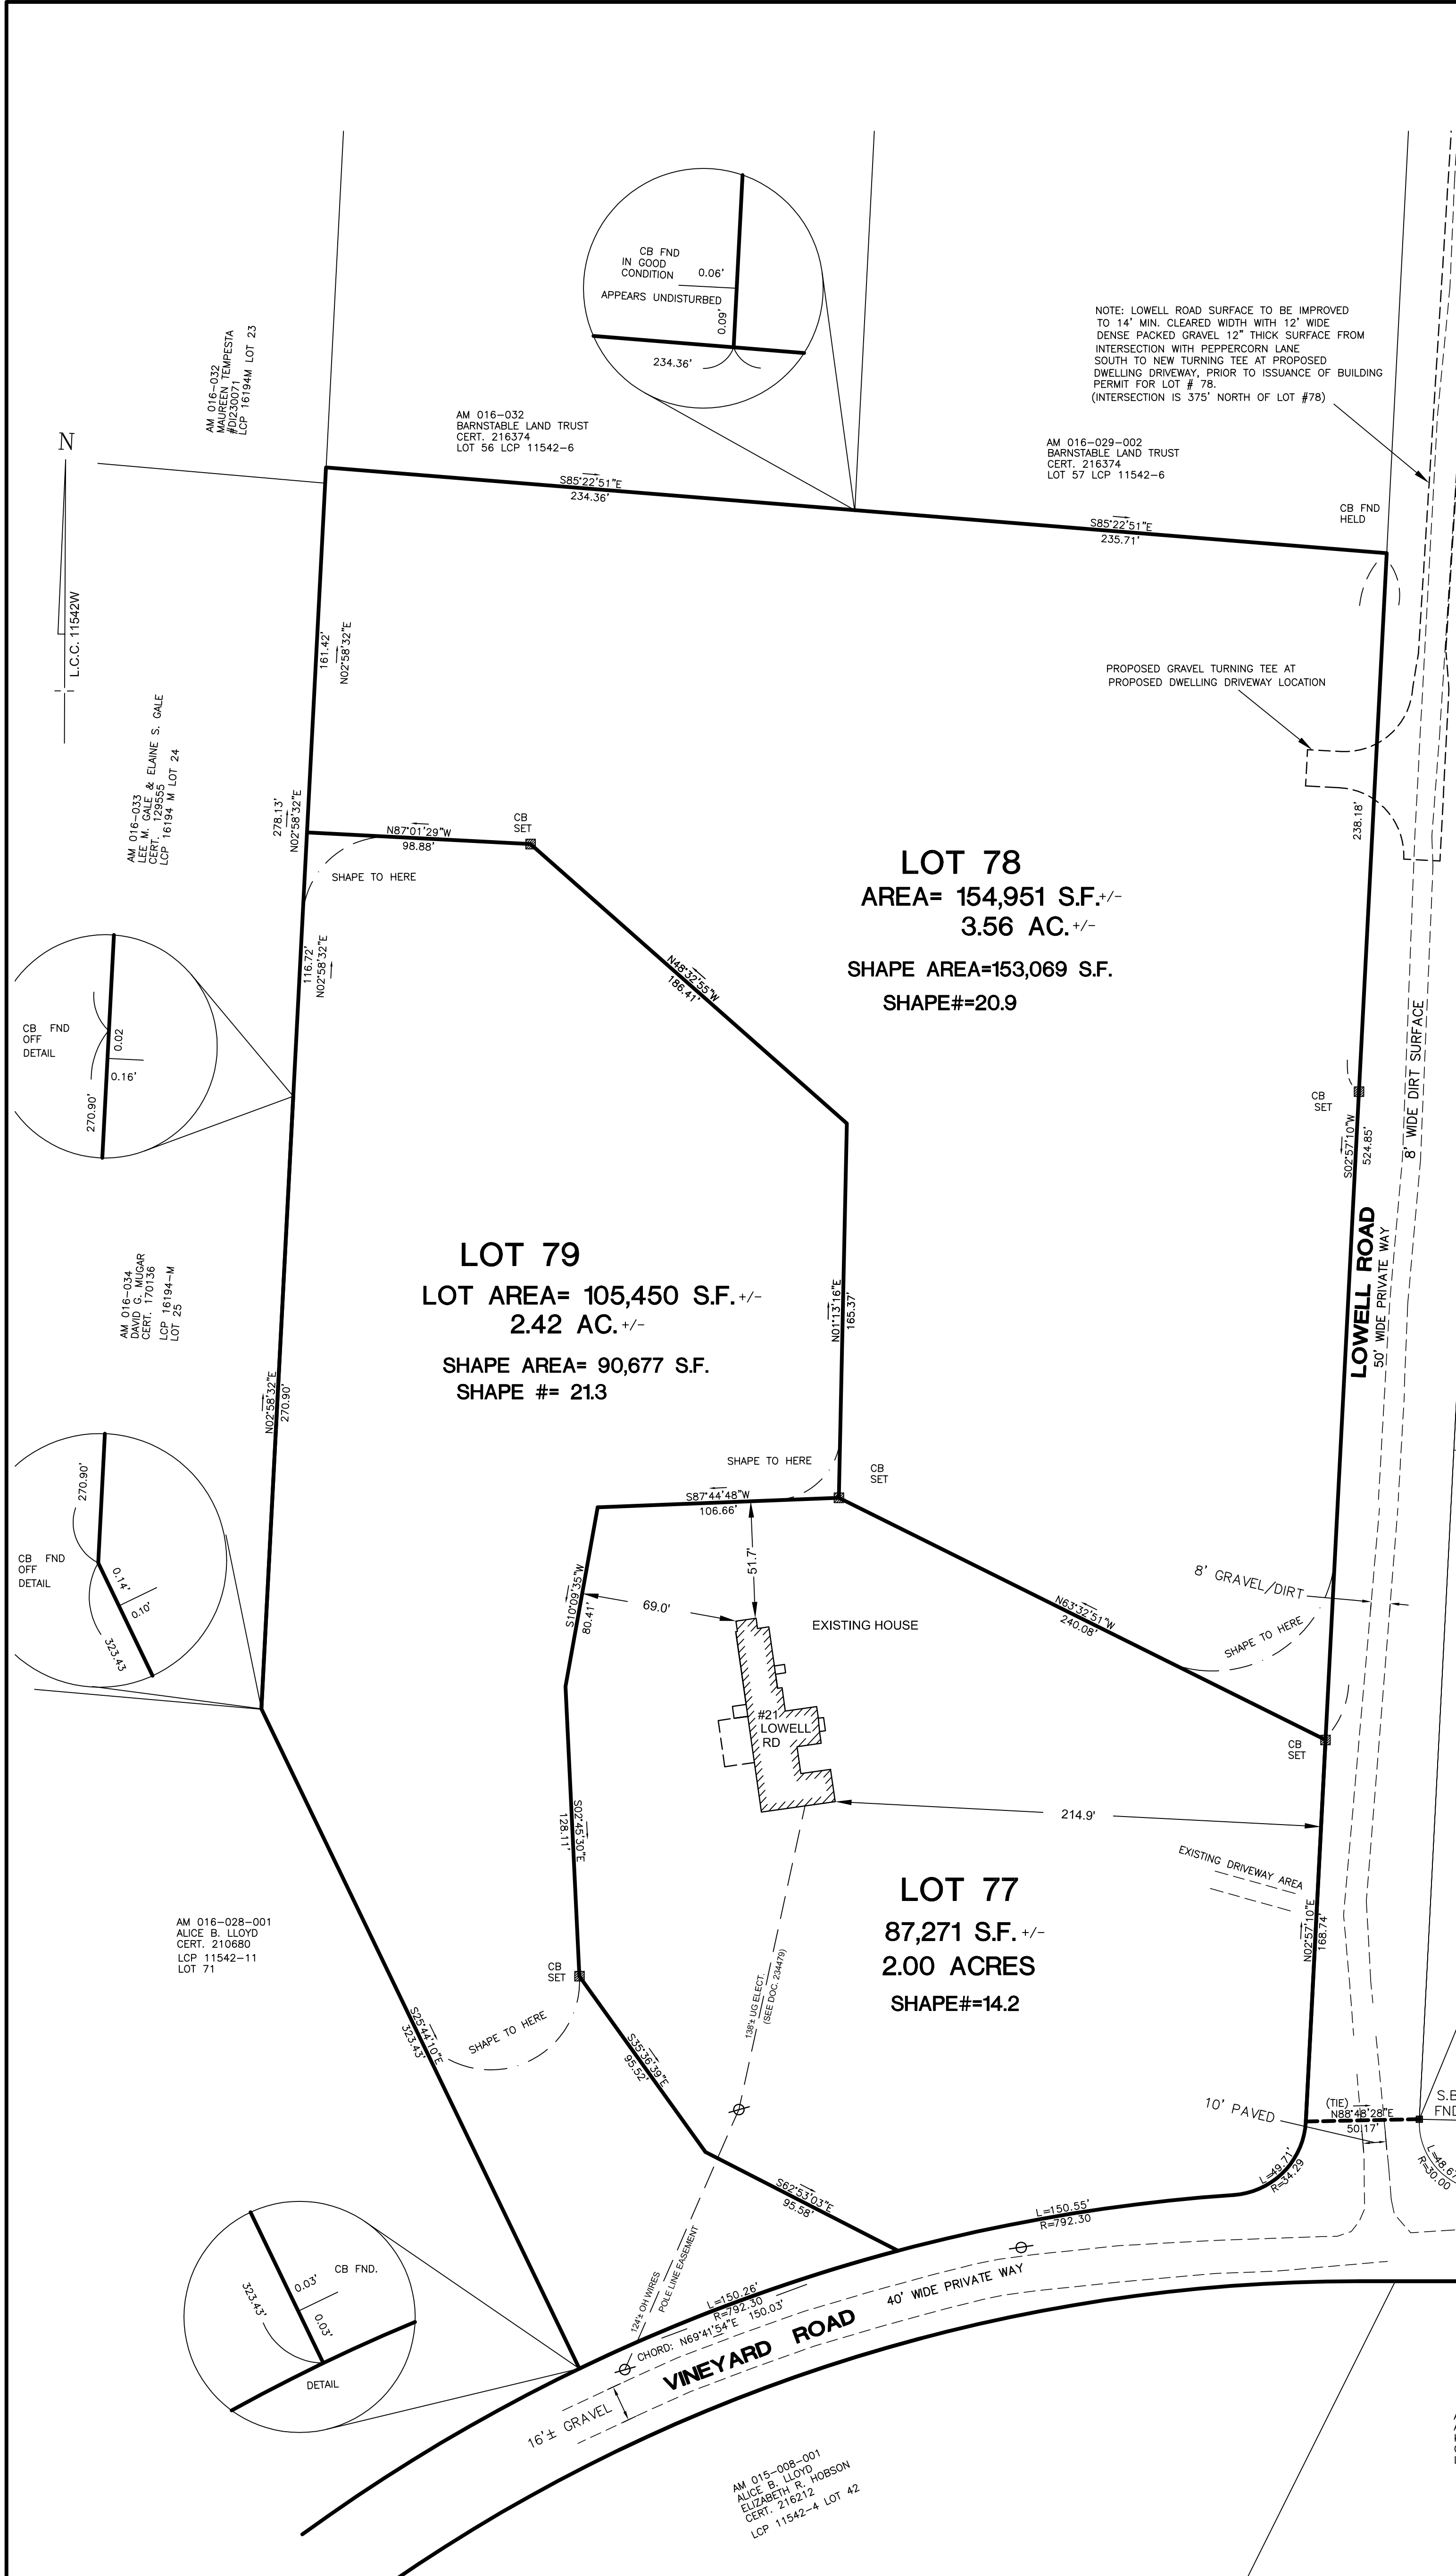 CB FND
IN GOOD
CONDITION
0.06'
APPEARS UNDISTURBED
0.09'
234.36'
NOTE: LOWELL ROAD SURFACE TO BE IMPROVED
TO 14' MIN. CLEARED WIDTH WITH 12' WIDE
DENSE PACKED GRAVEL 12" THICK SURFACE FROM
INTERSECTION WITH PEPPERCORN LANE
SOUTH TO NEW TURNING TEE AT PROPOSED
DWELLING DRIVEWAY, PRIOR TO ISSUANCE OF BUILDING
PERMIT FOR LOT # 78.
(INTERSECTION IS 375' NORTH OF LOT #78)
AM 016-032
MAUREEN TEMPESTA
#DI230071
LCP 16194M LOT 23
AM 016-032
BARNSTABLE LAND TRUST
CERT. 216374
LOT 56 LCP 11542-6
AM 016-029-002
BARNSTABLE LAND TRUST
CERT. 216374
LOT 57 LCP 11542-6
N
L.C.C. 11542W
S85°22'51"E
234.36'
S85°22'51"E
235.71'
CB FND
HELD
161.42'
N02°58'32"E
PROPOSED GRAVEL TURNING TEE AT
PROPOSED DWELLING DRIVEWAY LOCATION
AM 016-033
LEE M. GALE & ELAINE S. GALE
CERT. 129555
LCP 16194 M LOT 24
278.13'
N02°58'32"E
N87°01'29"W
98.88'
CB
SET
SHAPE TO HERE
238.18'
LOT 78
AREA= 154,951 S.F.+/-
3.56 AC.+/-
SHAPE AREA=153,069 S.F.
SHAPE#=20.9
116.72'
N02°58'32"E
N48°32'55"W
186.41'
CB FND
OFF
DETAIL
0.02
0.16'
270.90'
8' WIDE DIRT SURFACE
CB
SET
S02°57'10"W
524.85'
LOWELL ROAD
50' WIDE PRIVATE WAY
LOT 79
LOT AREA= 105,450 S.F.+/-
2.42 AC.+/-
SHAPE AREA= 90,677 S.F.
SHAPE #= 21.3
N01°13'16"E
165.37'
AM 016-034
DAVID G. MUGAR
CERT. 170136
LCP 16194-M
LOT 25
N02°58'32"E
270.90'
SHAPE TO HERE
CB
SET
S87°44'48"W
106.66'
270.90'
CB FND
OFF
DETAIL
0.14'
0.10'
323.43
51.7'
S10°09'35"W
80.41'
69.0'
EXISTING HOUSE
8' GRAVEL/DIRT
N63°32'51"W
240.08'
SHAPE TO HERE
#21
LOWELL
RD
CB
SET
214.9'
S02°45'30"E
128.11'
EXISTING DRIVEWAY AREA
LOT 77
87,271 S.F.+/-
2.00 ACRES
SHAPE#=14.2
N02°57'10"E
168.74'
AM 016-028-001
ALICE B. LLOYD
CERT. 210680
LCP 11542-11
LOT 71
CB
SET
138'± UG ELECT.
(SEE DOC. 234479)
S25°44'10"E
323.43'
SHAPE TO HERE
S35°36'39"E
95.52'
10' PAVED
(TIE)
N88°48'28"E
50.17'
S.B
FND
L=48.6
R=30.00
L=49.71'
R=34.29
S62°53'03"E
95.58'
L=150.55'
R=792.30
124'± OH WIRES
POLE LINE EASEMENT
L=150.26'
R=792.30
CHORD: N69°41'54"E 150.03'
VINEYARD ROAD
40' WIDE PRIVATE WAY
16'± GRAVEL
CB FND.
0.03'
0.03'
323.43'
DETAIL
AM 015-008-001
ALICE B. LLOYD
ELIZABETH R. HOBSON
CERT. 216212
LCP 11542-4 LOT 42